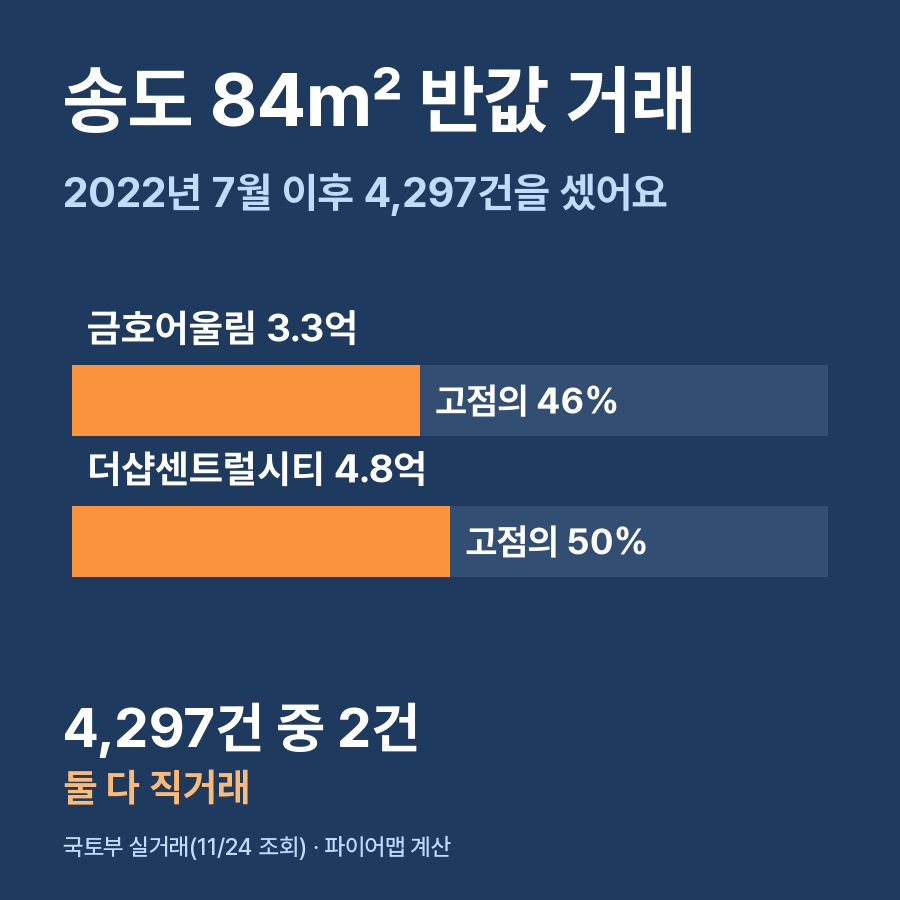 송도 84m² 반값 거래
2022년 7월 이후 4,297건을 셌어요
금호어울림 3.3억
고점의 46%
더샵센트럴시티 4.8억
고점의 50%
4,297건 중 2건
둘 다 직거래
국토부 실거래(11/24 조회) · 파이어맵 계산